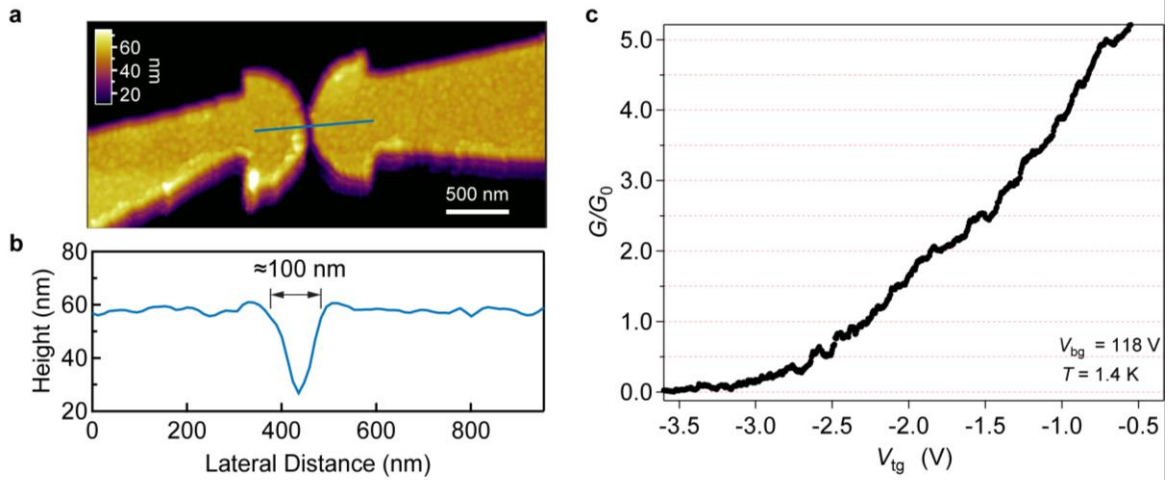 a
60
40
20
nm
500 nm
b
80
60
40
20
≈100 nm
Height (nm)
0
200
400
600
800
Lateral Distance (nm)
c
5.0
4.0
3.0
2.0
1.0
0.0
G/G0
Vbg = 118 V
T = 1.4 K
-3.5
-3.0
-2.5
-2.0
-1.5
-1.0
-0.5
Vtg (V)